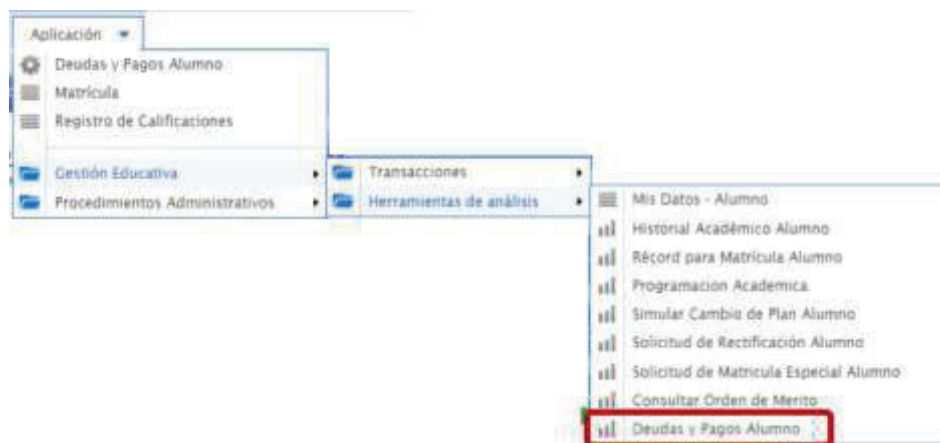 Aplicación
Deudas y Pagos Alumno
Matrícula
Registro de Calificaciones
Gestión Educativa
Procedimientos Administrativos
Transacciones
Herramientas de análisis
Mis Datos - Alumno
Historial Académico Alumno
Récord para Matrícula Alumno
Programacion Academica.
Simular Cambio de Plan Alumno
Solicitud de Rectificación Alumno
Solicitud de Matricula Especial Alumno
Consultar Orden de Merito
Deudas y Pagos Alumno